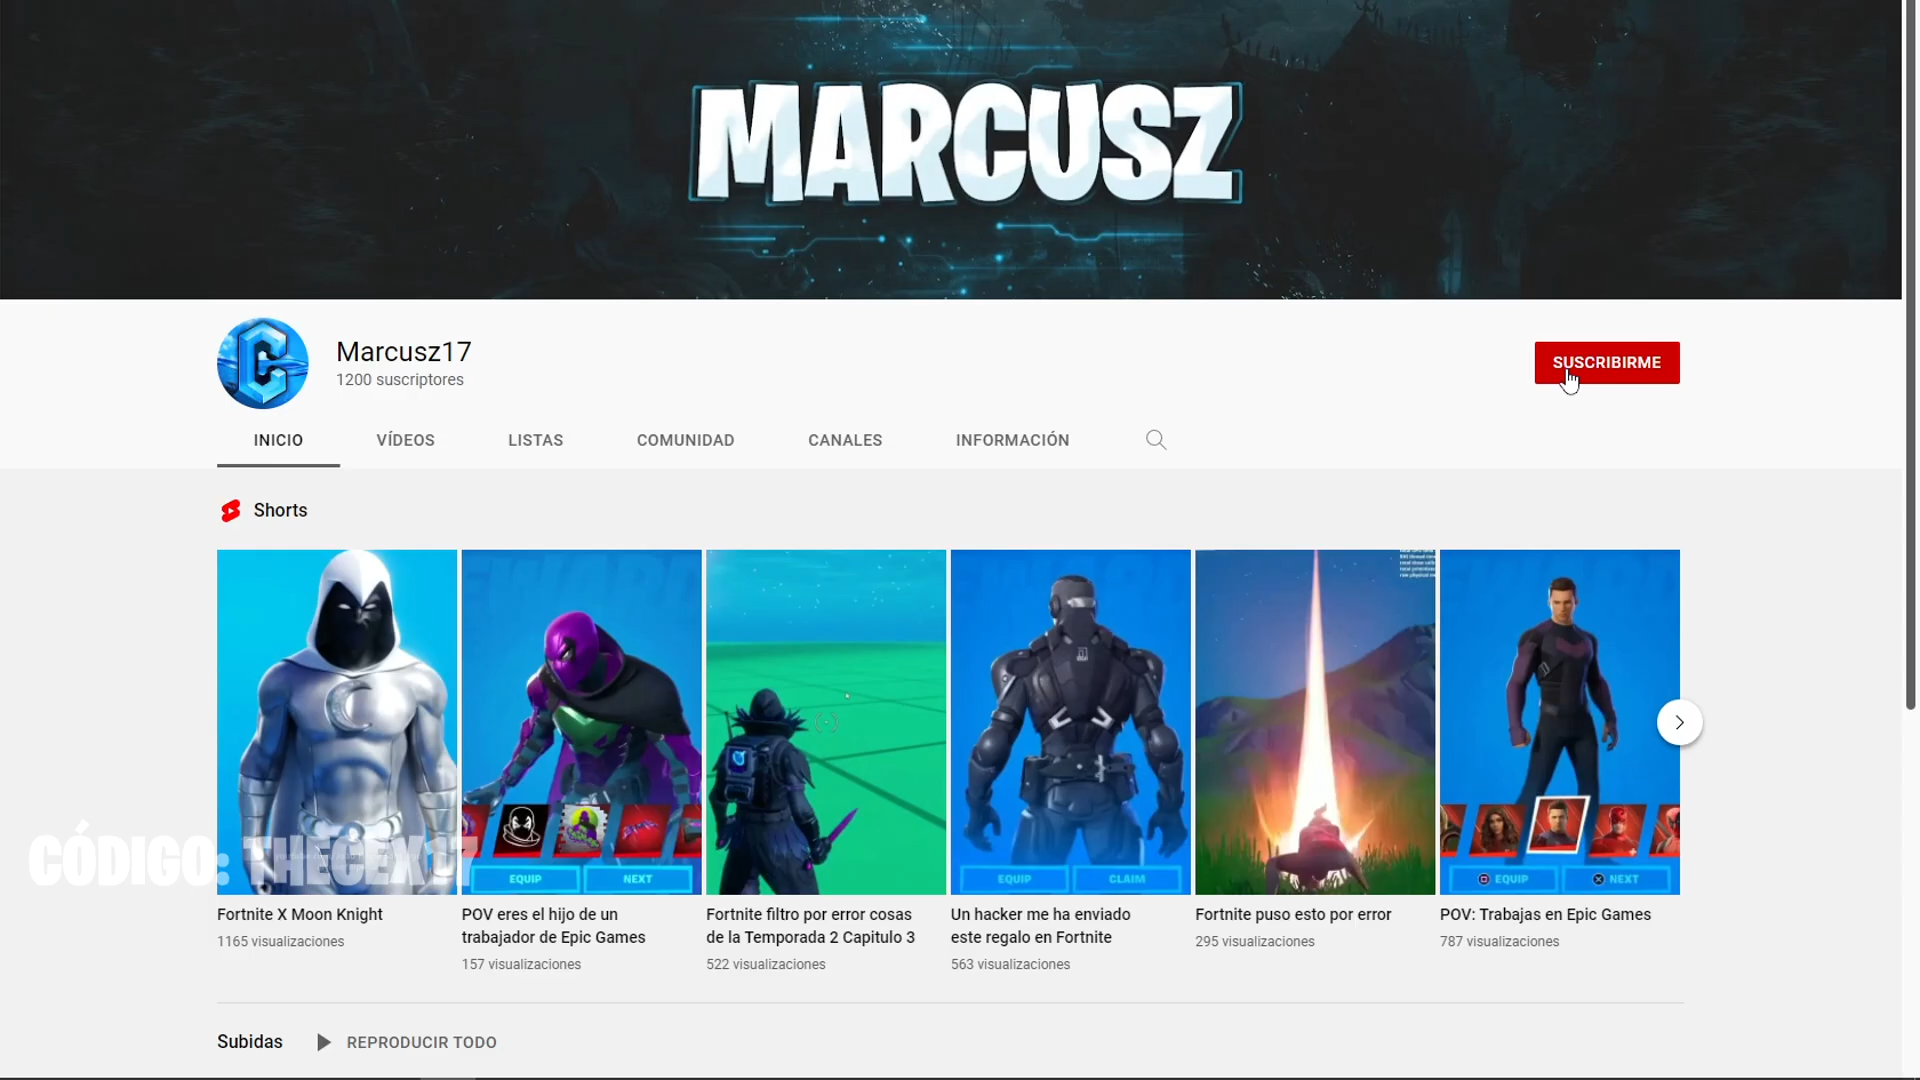 MARCUSZ
Marcusz17
1200 suscriptores
SUSCRIBIRME
INICIO
VÍDEOS
LISTAS
COMUNIDAD
CANALES
INFORMACIÓN
Shorts
EQUIP
NEXT
EQUIP
CLAIM
EQUIP
NEXT
CÓDIGO: THECEX17
Fortnite X Moon Knight
1165 visualizaciones
POV eres el hijo de un
trabajador de Epic Games
157 visualizaciones
Fortnite filtro por error cosas
de la Temporada 2 Capitulo 3
522 visualizaciones
Un hacker me ha enviado
este regalo en Fortnite
563 visualizaciones
Fortnite puso esto por error
295 visualizaciones
POV: Trabajas en Epic Games
787 visualizaciones
Subidas
REPRODUCIR TODO